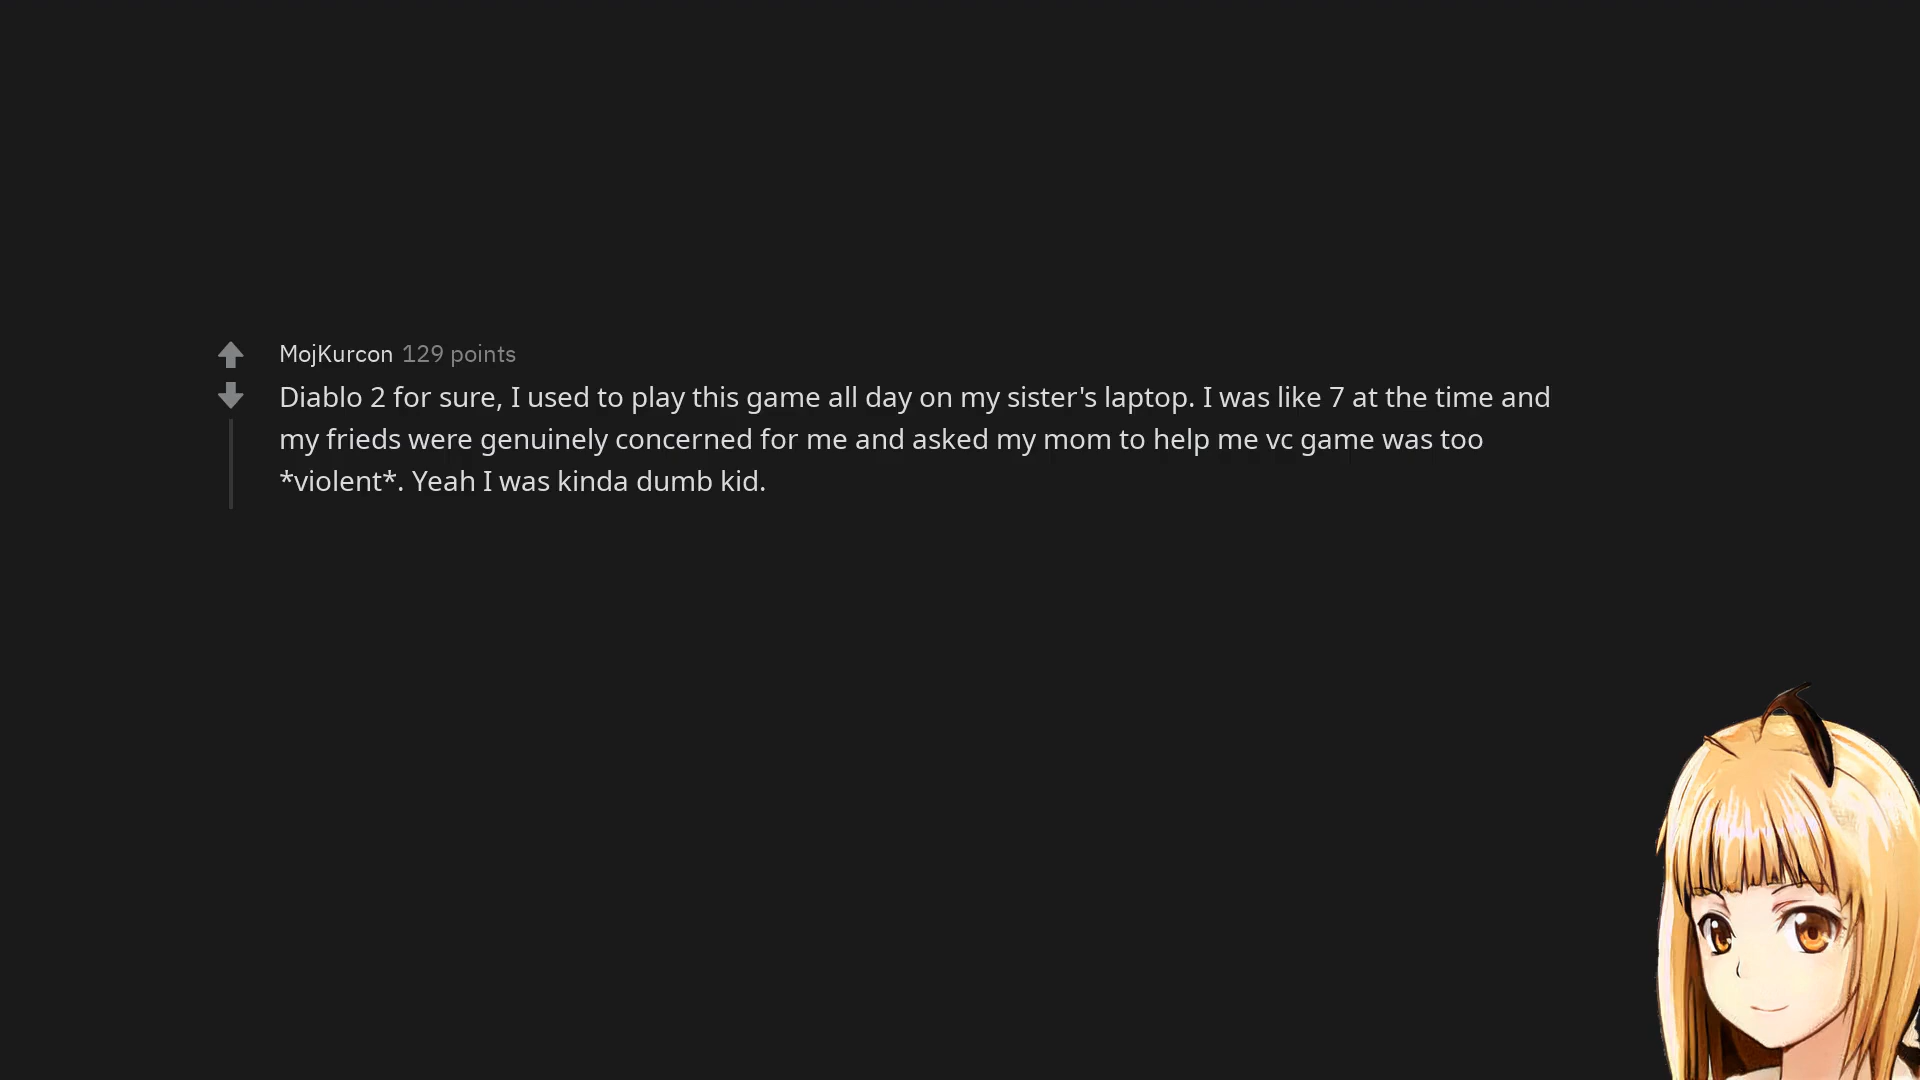 MojKurcon 129 points
Diablo 2 for sure, I used to play this game all day on my sister's laptop. I was like 7 at the time and
my frieds were genuinely concerned for me and asked my mom to help me vc game was too
*violent*. Yeah I was kinda dumb kid.